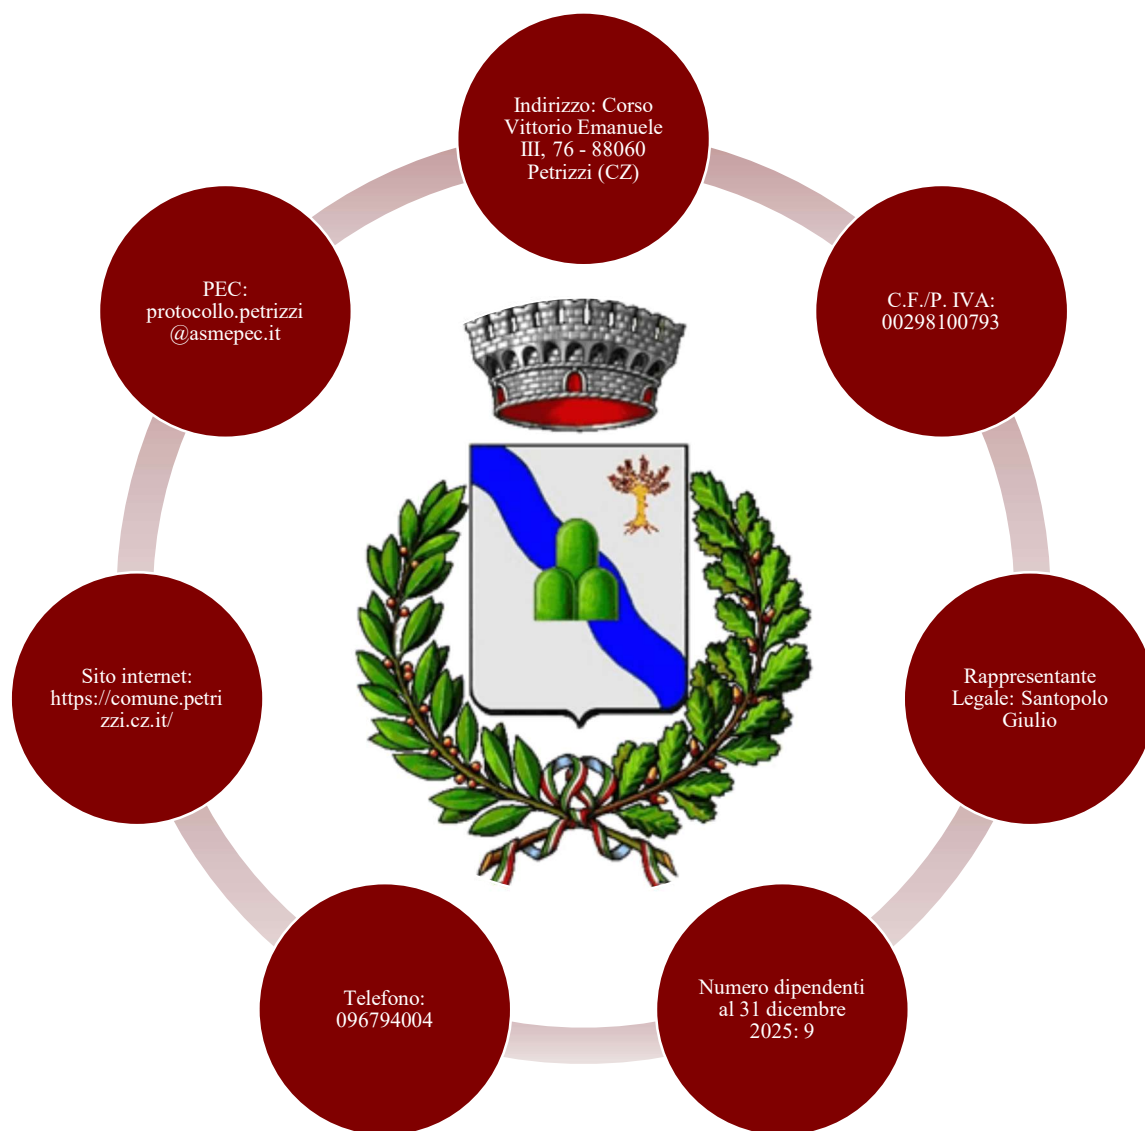 Indirizzo: Corso
Vittorio Emanuele
III, 76 - 88060
Petrizzi (CZ)
C.F./P. IVA:
00298100793
Rappresentante
Legale: Santopolo
Giulio
Numero dipendenti
al 31 dicembre
2025: 9
Telefono:
096794004
Sito internet:
https://comune.petri
zzi.cz.it/
PEC:
protocollo.petrizzi
@asmepec.it